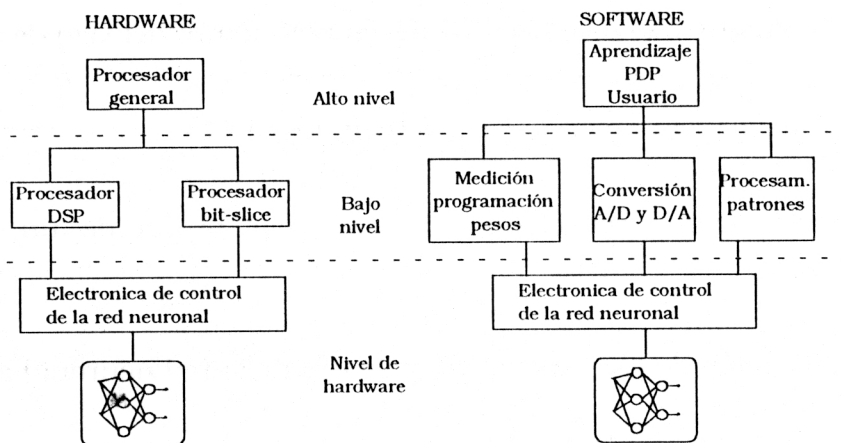 HARDWARE
SOFTWARE
Procesador
general
Alto nivel
Aprendizaje
PDP
Usuario
Procesador
DSP
Procesador
bit-slice
Bajo
nivel
Medición
programación
pesos
Conversión
A/D y D/A
Procesam.
patrones
Electronica de control
de la red neuronal
Electronica de control
de la red neuronal
Nivel de
hardware